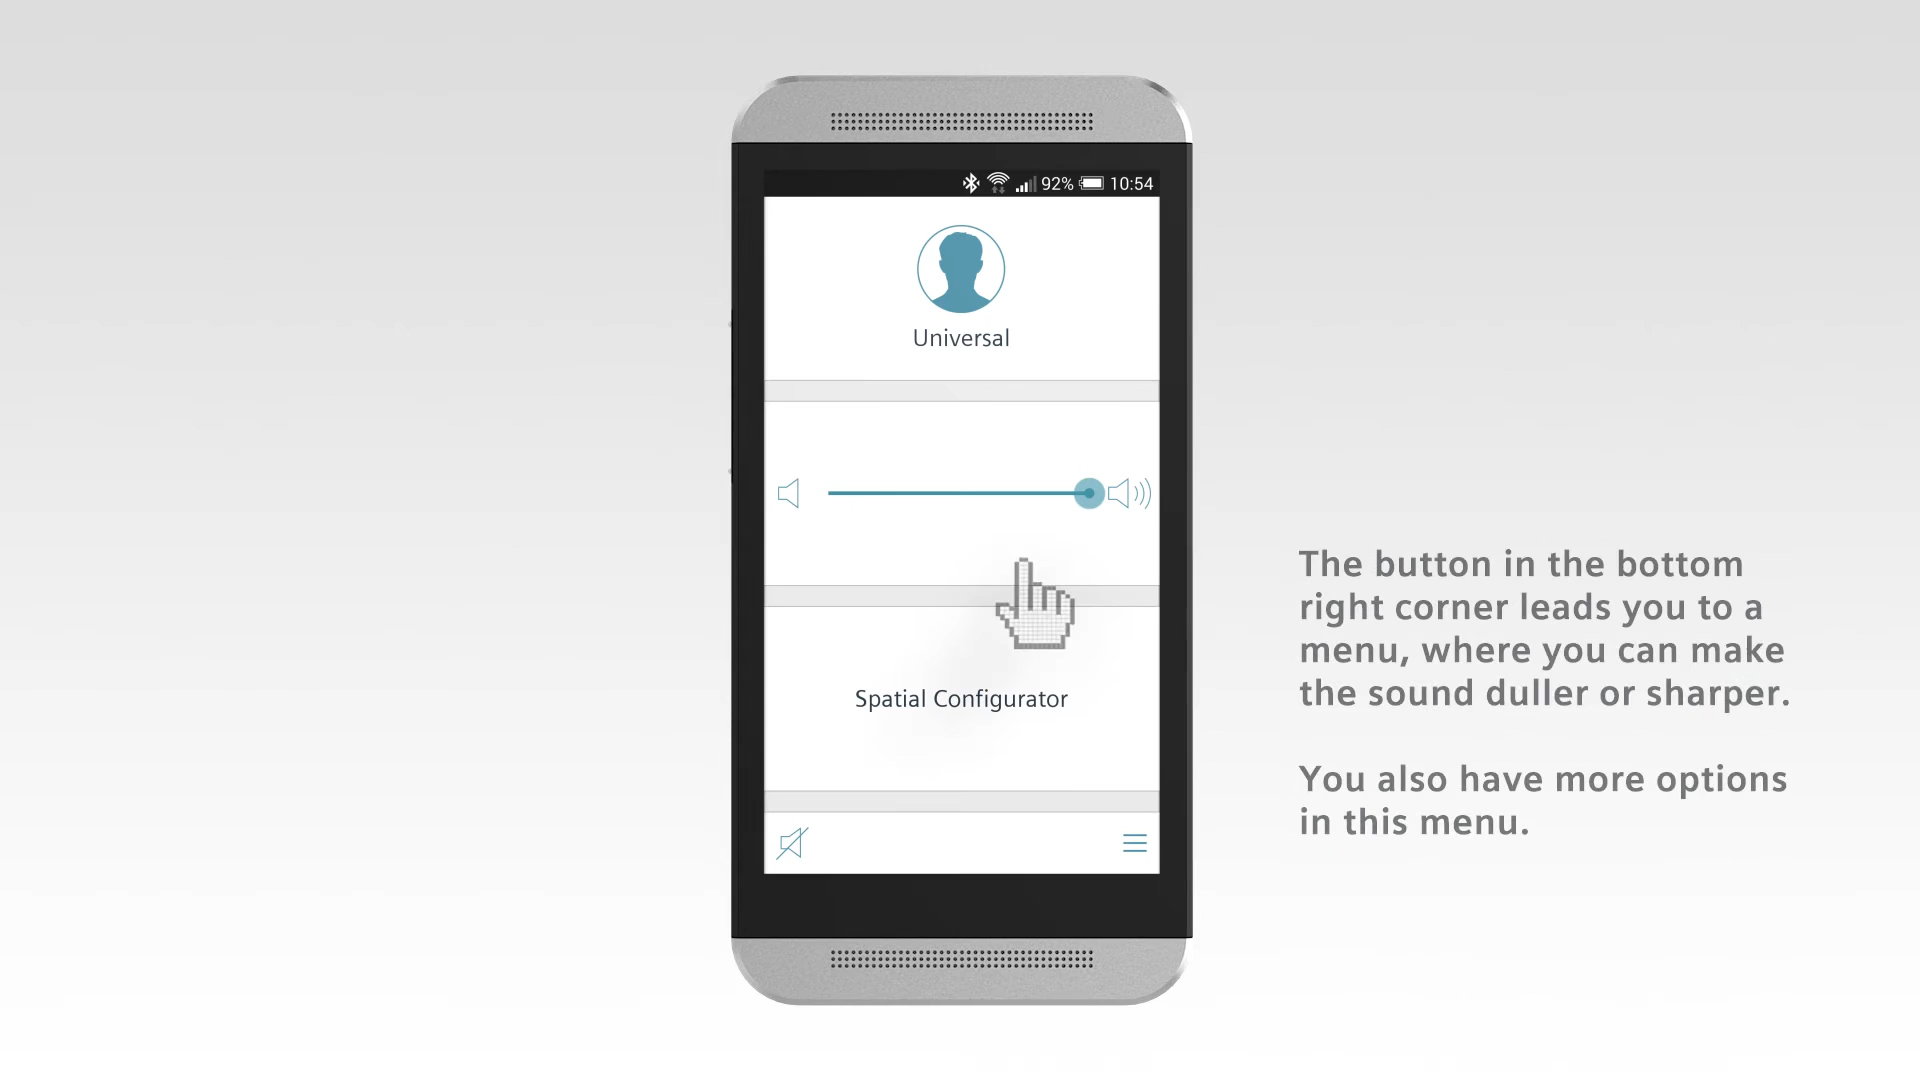 92% 10:54
Universal
Spatial Configurator
The button in the bottom
right corner leads you to a
menu, where you can make
the sound duller or sharper.
You also have more options
in this menu.